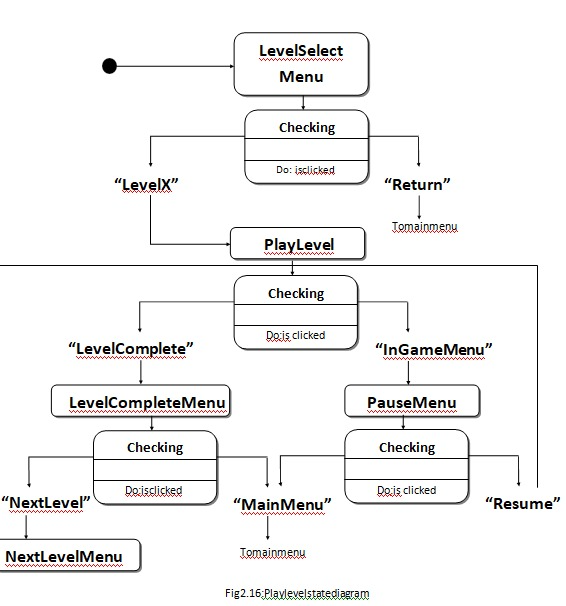 LevelSelect
Menu
Checking
Do: isclicked
“LevelX”
“Return”
Tomainmenu
PlayLevel
Checking
Do:is clicked
“LevelComplete”
“InGameMenu”
LevelCompleteMenu
PauseMenu
Checking
Do:isclicked
Checking
Do:is clicked
“NextLevel”
“MainMenu”
“Resume”
NextLevelMenu
Tomainmenu
Fig2.16:Playlevelstatediagram